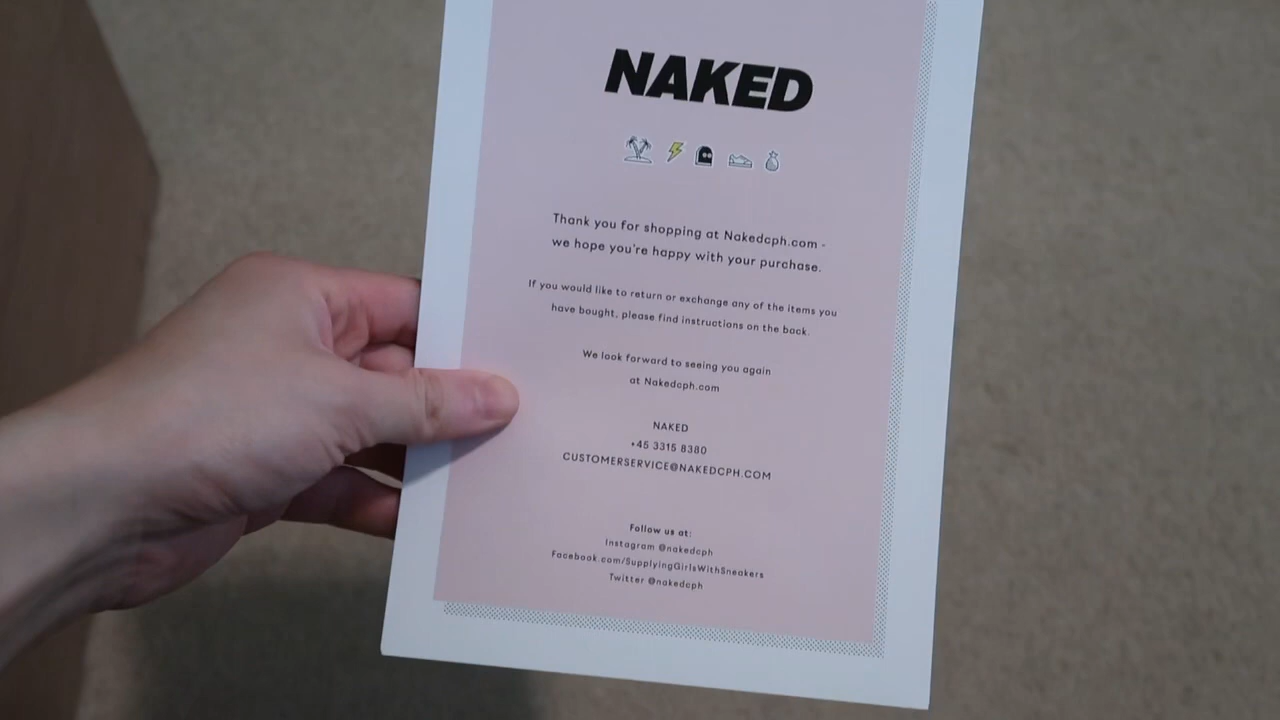 NAKED
Thank you for shopping at Nakedcph.com -
we hope you're happy with your purchase.
If you would like to return or exchange any of the items you
have bought, please find instructions on the back.
We look forward to seeing you again
at Nakedcph.com
NAKED
+45 3315 8380
CUSTOMERSERVICE@NAKEDCPH.COM
Follow us at:
Instagram @nakedcph
Facebook.com/SupplyingGirlsWithSneakers
Twitter @nakedcph